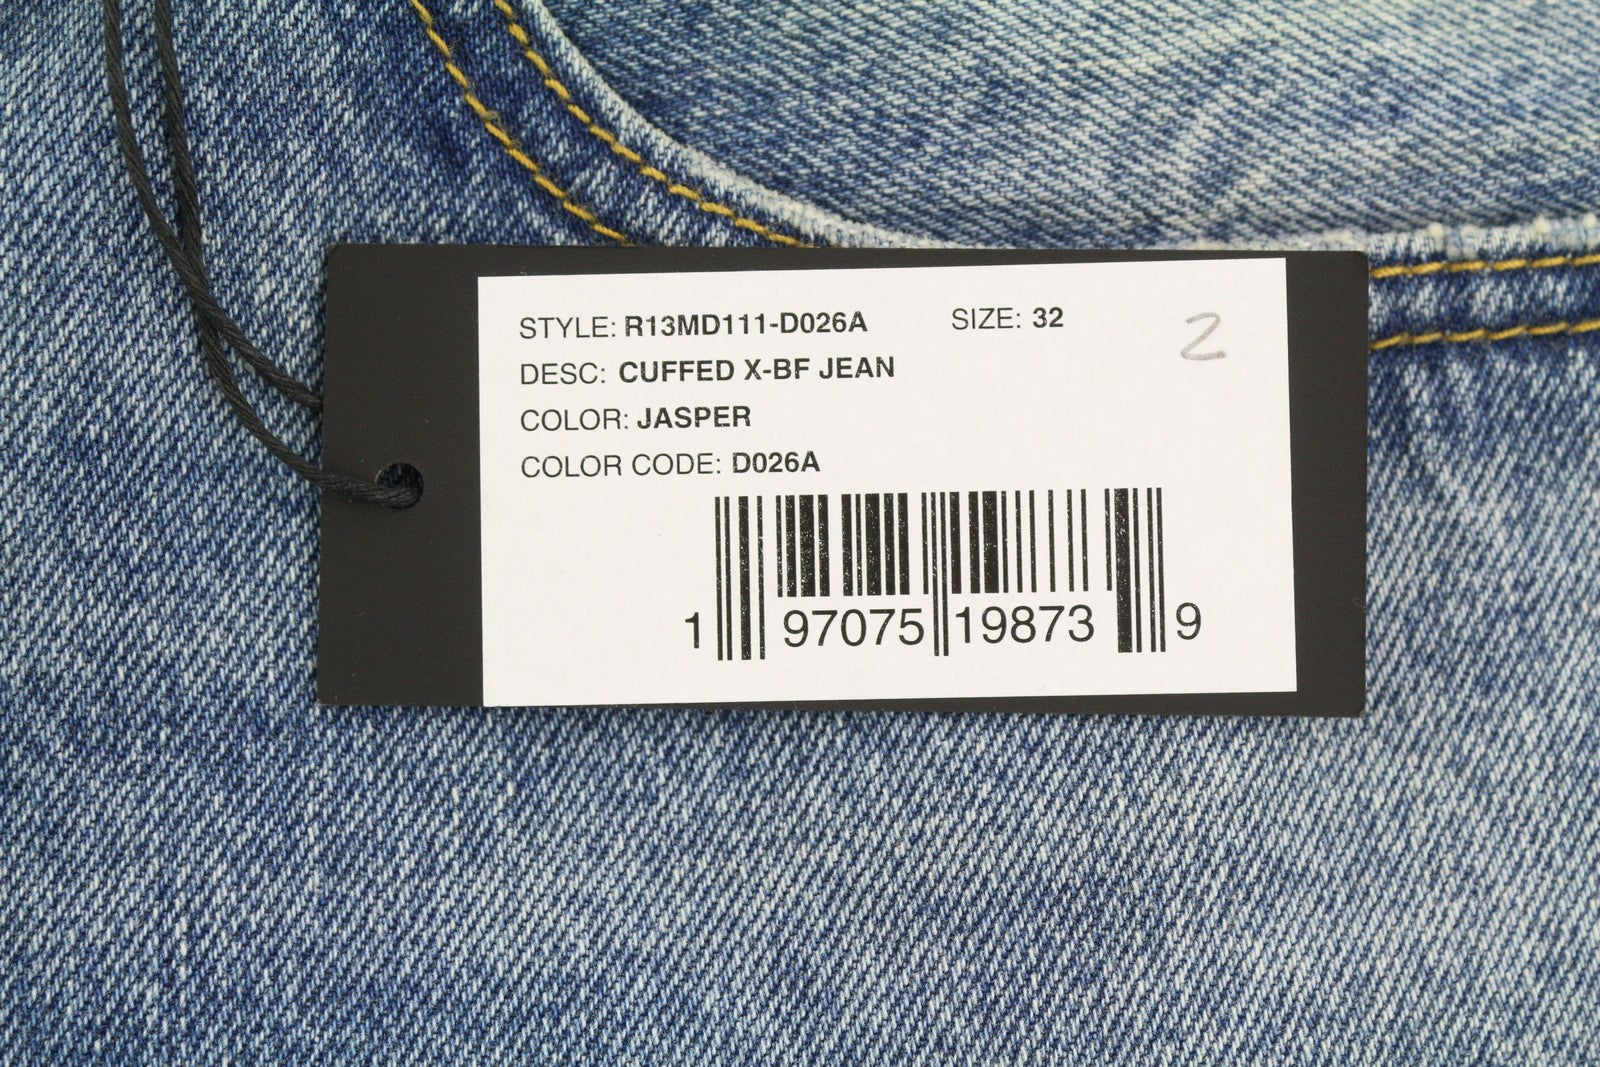 STYLE: R13MD111-D026A SIZE: 32 2
DESC: CUFFED X-BF JEAN
COLOR: JASPER
COLOR CODE: D026A
1 97075 19873 9